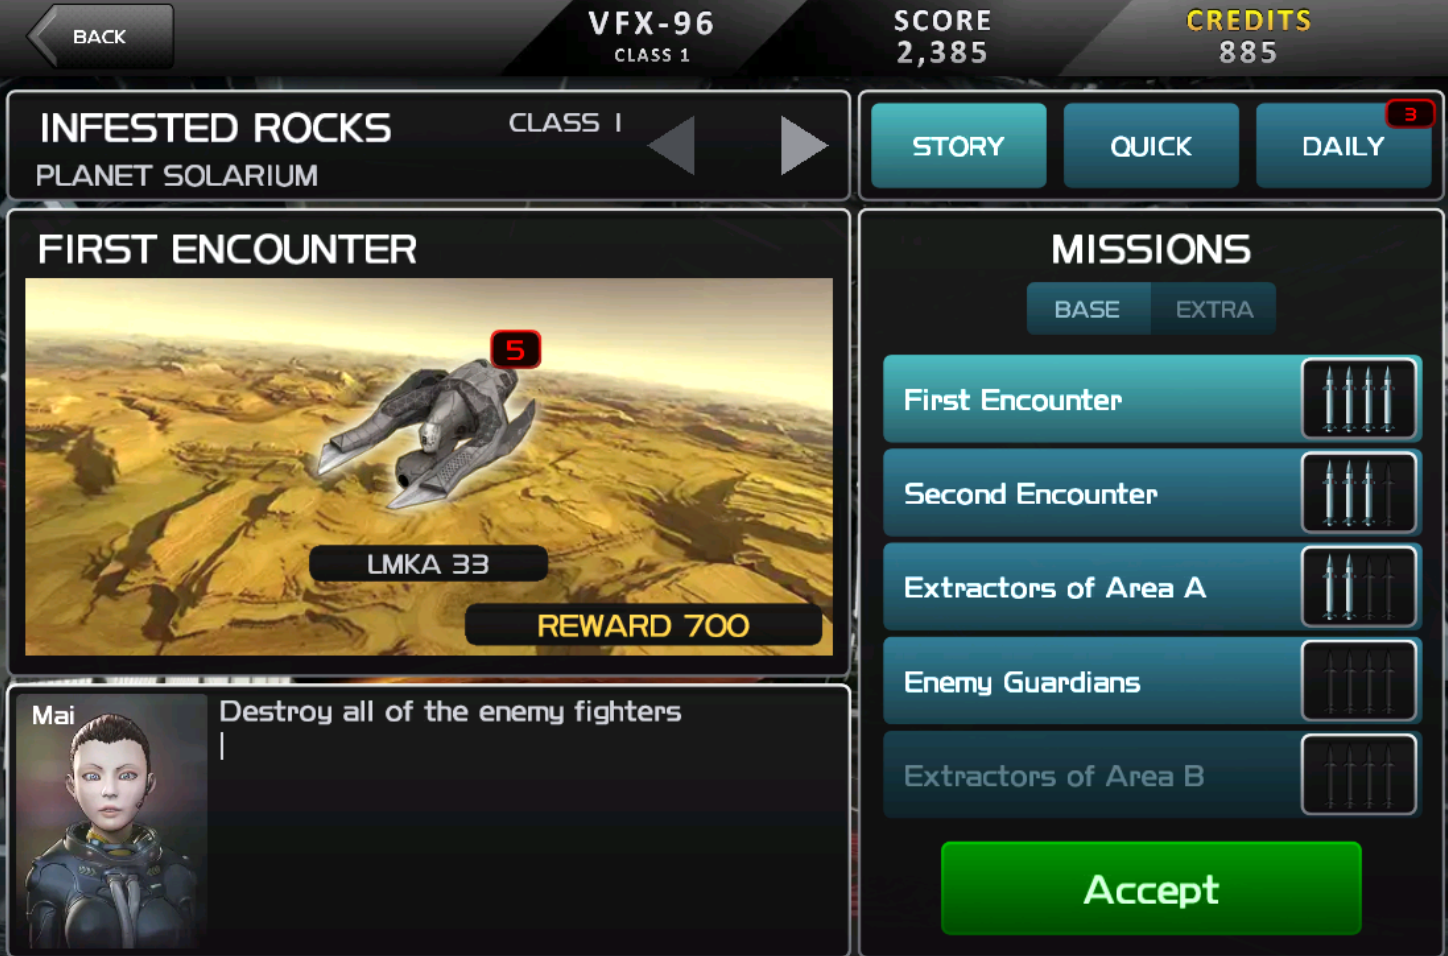 BACK
VFX-96
CLASS 1
SCORE
2,385
CREDITS
885
INFESTED ROCKS
CLASS I
PLANET SOLARIUM
STORY
QUICK
DAILY
3
FIRST ENCOUNTER
5
LMKA 33
REWARD 700
Mai
Destroy all of the enemy fighters
MISSIONS
BASE
EXTRA
First Encounter
Second Encounter
Extractors of Area A
Enemy Guardians
Extractors of Area B
Accept